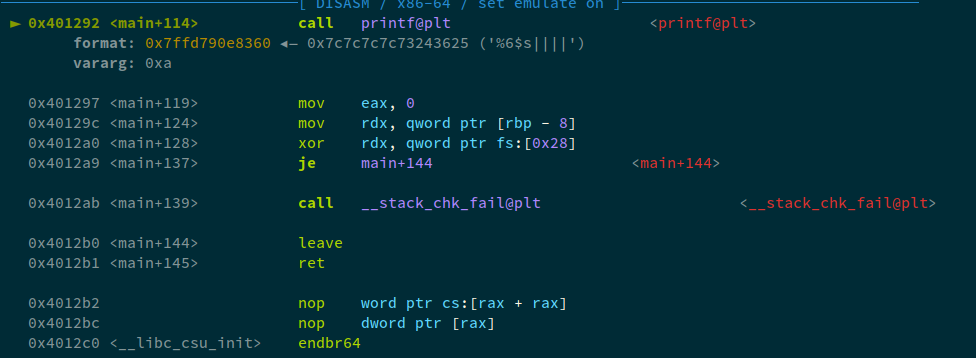 [ DISASM / x86-64 / set emulate on ]
► 0x401292 <main+114> call printf@plt <printf@plt>
format: 0x7ffd790e8360 ◂— 0x7c7c7c7c73243625 ('%6$s||||')
vararg: 0xa
0x401297 <main+119> mov eax, 0
0x40129c <main+124> mov rdx, qword ptr [rbp - 8]
0x4012a0 <main+128> xor rdx, qword ptr fs:[0x28]
0x4012a9 <main+137> je main+144 <main+144>
0x4012ab <main+139> call __stack_chk_fail@plt <__stack_chk_fail@plt>
0x4012b0 <main+144> leave
0x4012b1 <main+145> ret
0x4012b2 nop word ptr cs:[rax + rax]
0x4012bc nop dword ptr [rax]
0x4012c0 <__libc_csu_init> endbr64